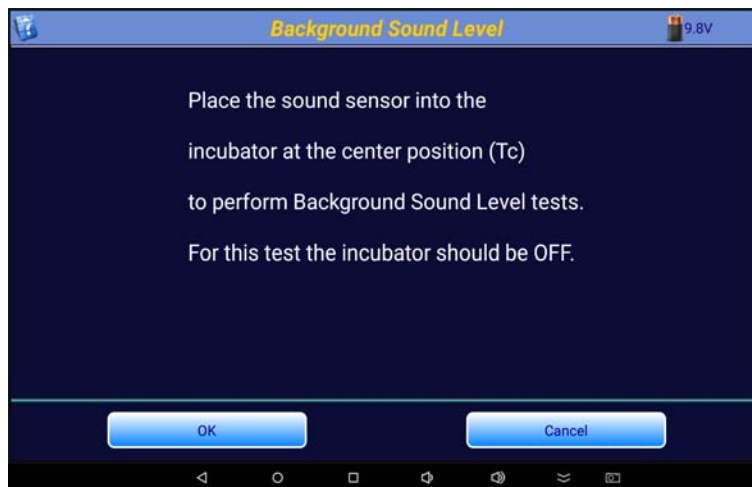 Background Sound Level
9.8V
Place the sound sensor into the
incubator at the center position (Tc)
to perform Background Sound Level tests.
For this test the incubator should be OFF.
OK
Cancel